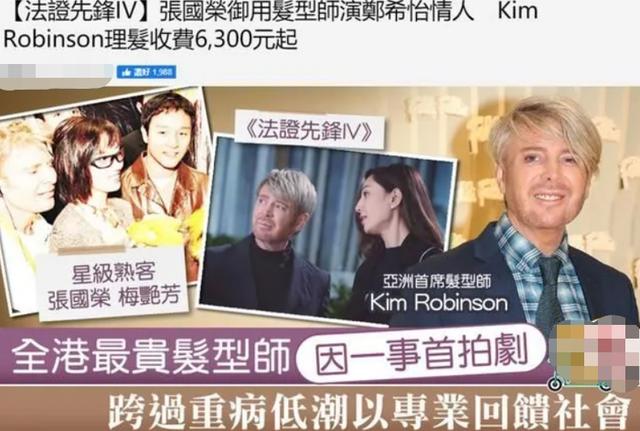 【法證先鋒IV】張國榮御用髮型師演鄭希怡情人　Kim
Robinson理髮收費6,300元起
讚好 1,988
《法證先鋒IV》
星級熟客
張國榮 梅艷芳
亞洲首席髮型師
Kim Robinson
全港最貴髮型師 因一事首拍劇
跨過重病低潮以專業回饋社會